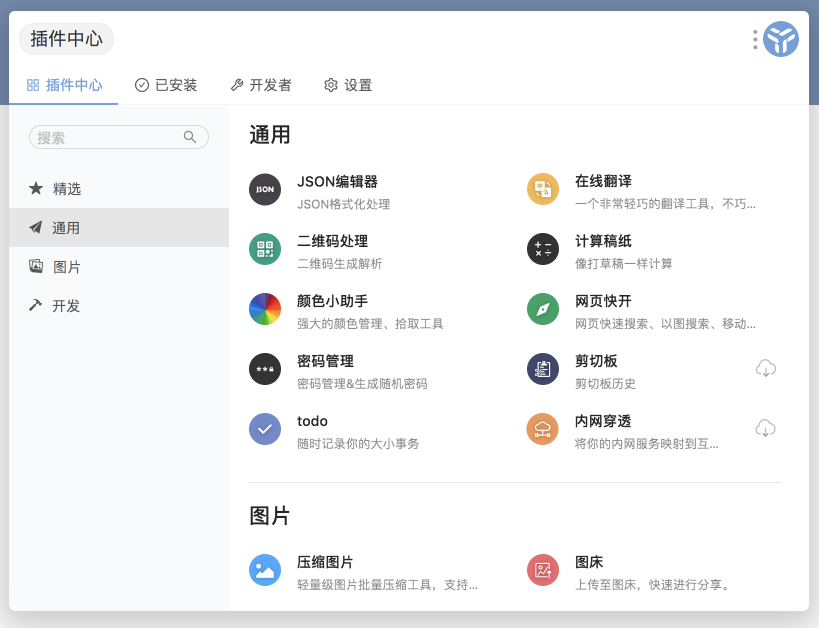 插件中心
插件中心 已安装 开发者 设置
搜索
精选
通用
图片
开发
通用
JSON
JSON编辑器
JSON格式化处理
在线翻译
一个非常轻巧的翻译工具，不巧...
二维码处理
二维码生成解析
计算稿纸
像打草稿一样计算
颜色小助手
强大的颜色管理、拾取工具
网页快开
网页快速搜索、以图搜索、移动...
密码管理
密码管理&生成随机密码
剪切板
剪切板历史
todo
随时记录你的大小事务
内网穿透
将你的内网服务映射到互...
图片
压缩图片
轻量级图片批量压缩工具，支持...
图床
上传至图床，快速进行分享。